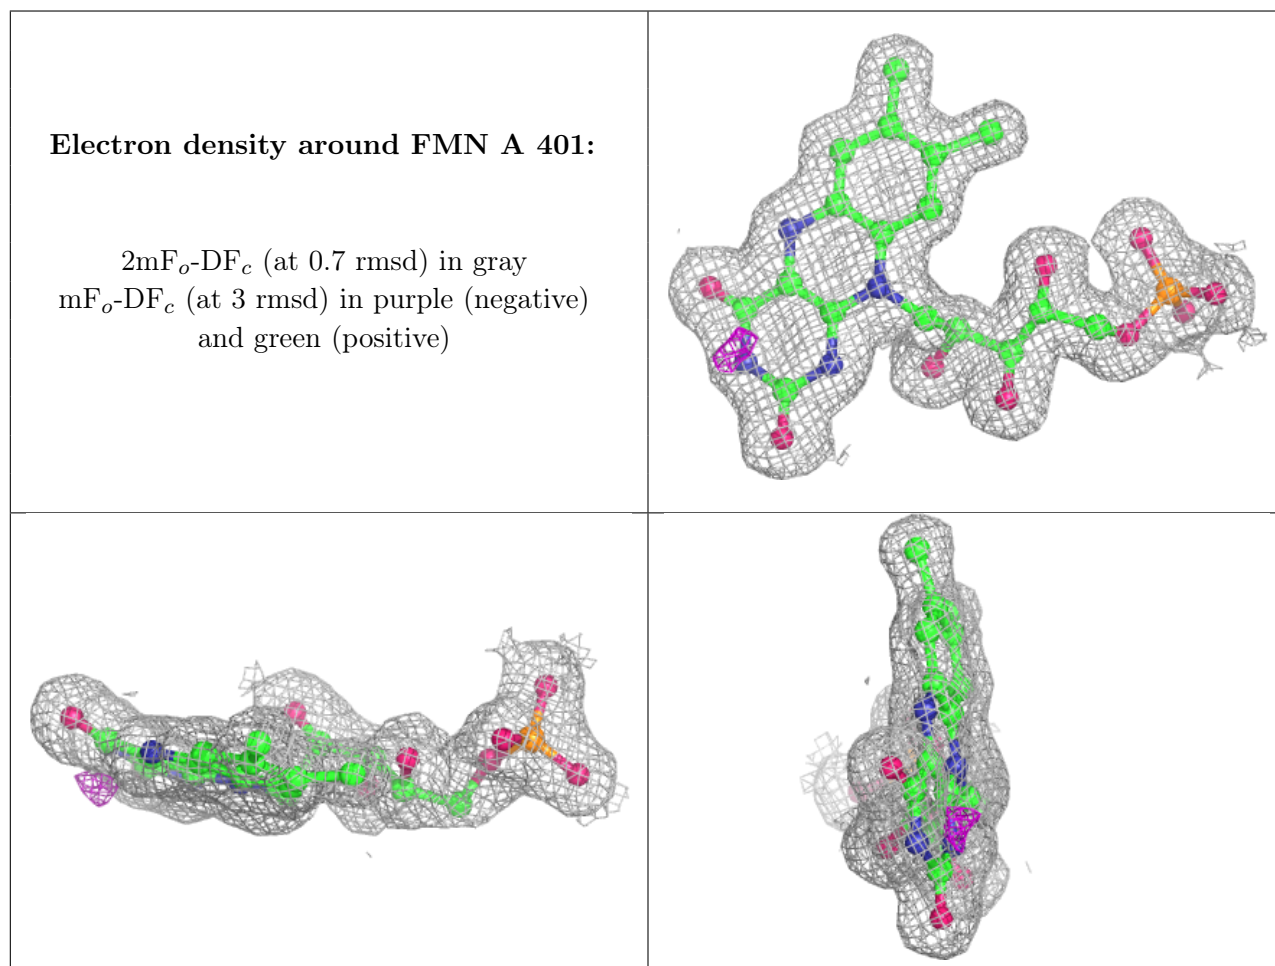 Electron density around FMN A 401:
2mFo-DFc (at 0.7 rmsd) in gray
mFo-DFc (at 3 rmsd) in purple (negative)
and green (positive)